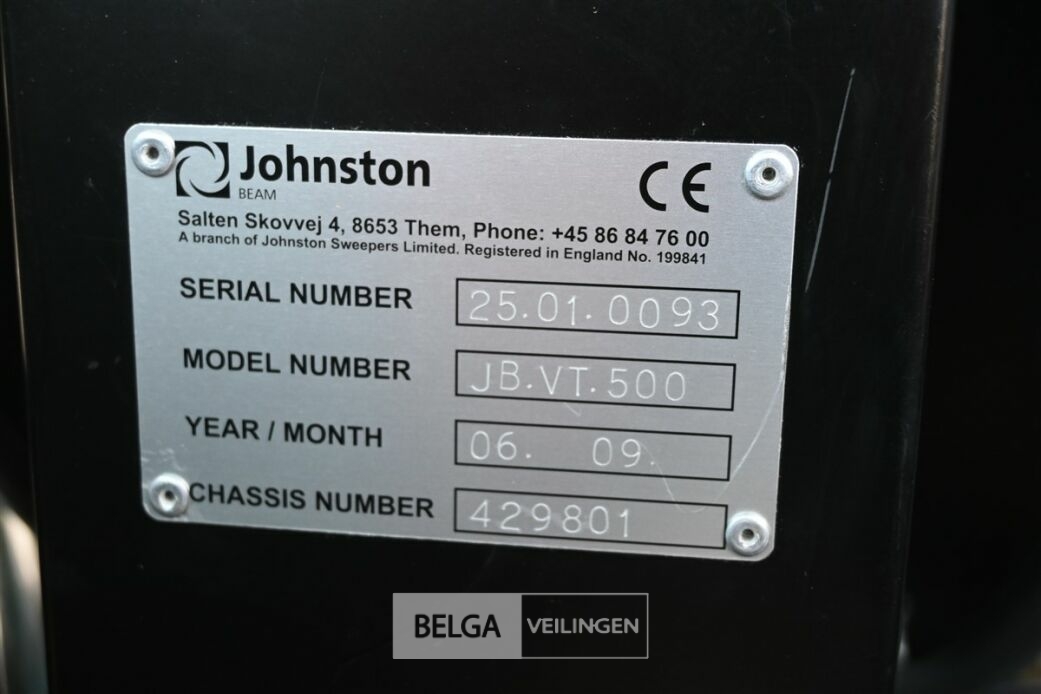 Johnston
BEAM
CE
Salten Skovvej 4, 8653 Them, Phone: +45 86 84 76 00
A branch of Johnston Sweepers Limited. Registered in England No. 199841
SERIAL NUMBER 25.01.0093
MODEL NUMBER JB.VT.500
YEAR / MONTH 06. 09.
CHASSIS NUMBER 429801
BELGA VEILINGEN